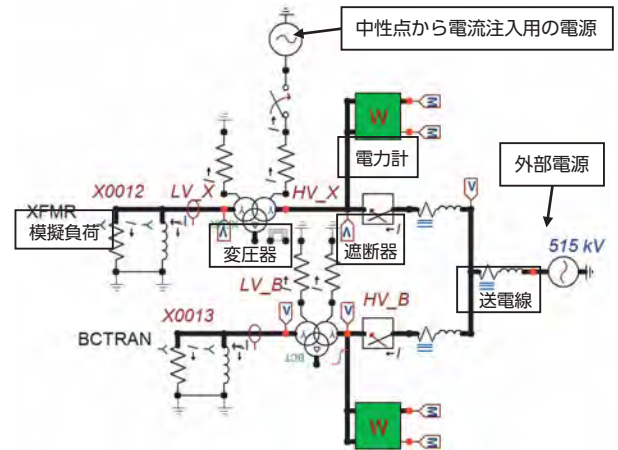 中性点から電流注入用の電源
W
M
M
電力計
外部電源
V
X0012
LV_X
HV_X
515 kV
XFMR
模擬負荷
変圧器
遮断器
V
V
I
送電線
LV_B
X0013
HV_B
V
V
BCTRAN
BCT
I
W
M
M